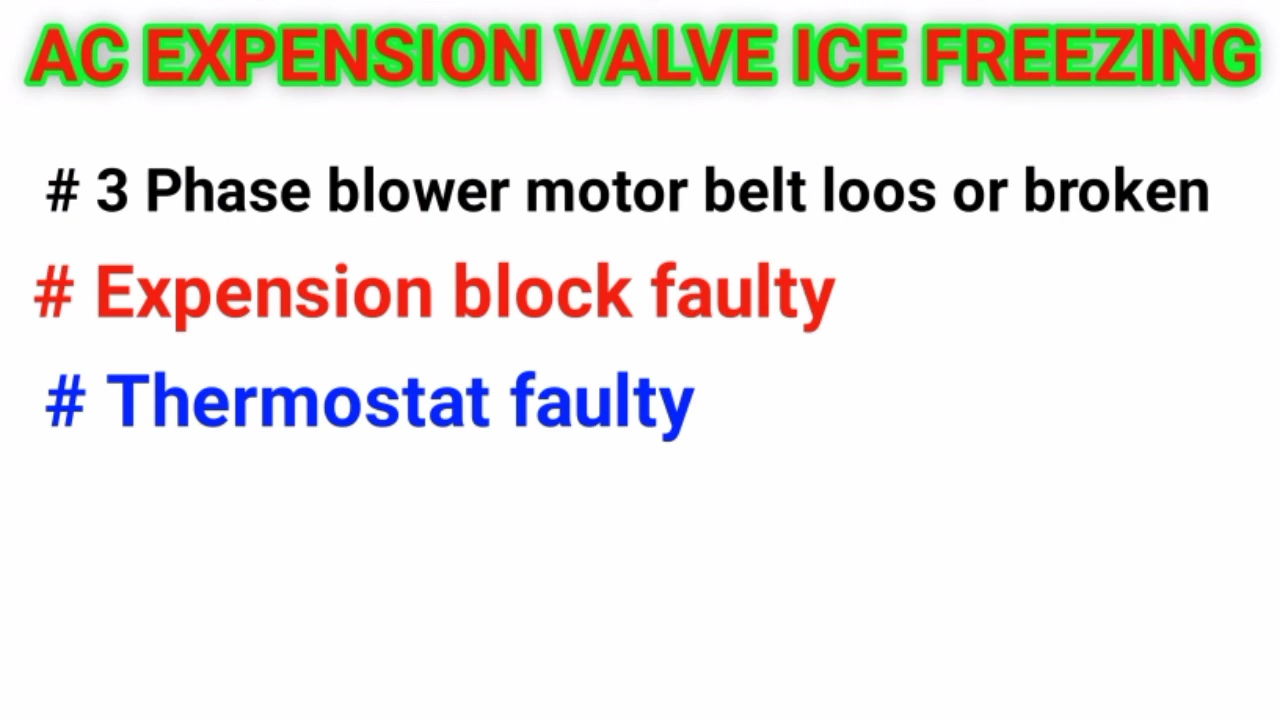 AC EXPENSION VALVE ICE FREEZING
# 3 Phase blower motor belt loos or broken
# Expension block faulty
# Thermostat faulty